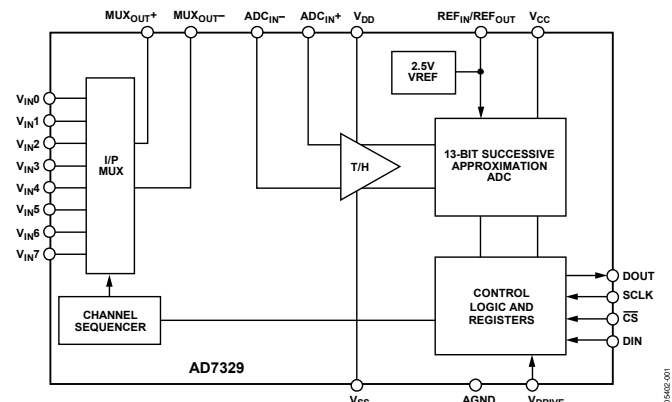 MUXOUT+ MUXOUT– ADCIN– ADCIN+ VDD REFIN/REFOUT VCC
2.5V
VREF
VIN0
VIN1
VIN2
VIN3
VIN4
VIN5
VIN6
VIN7
I/P
MUX
T/H
13-BIT SUCCESSIVE
APPROXIMATION
ADC
CHANNEL
SEQUENCER
CONTROL
LOGIC AND
REGISTERS
DOUT
SCLK
CS
DIN
AD7329
VSS AGND VDRIVE
05402-001